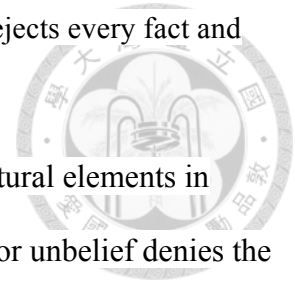 ejects every fact and
tural elements in
or unbelief denies the